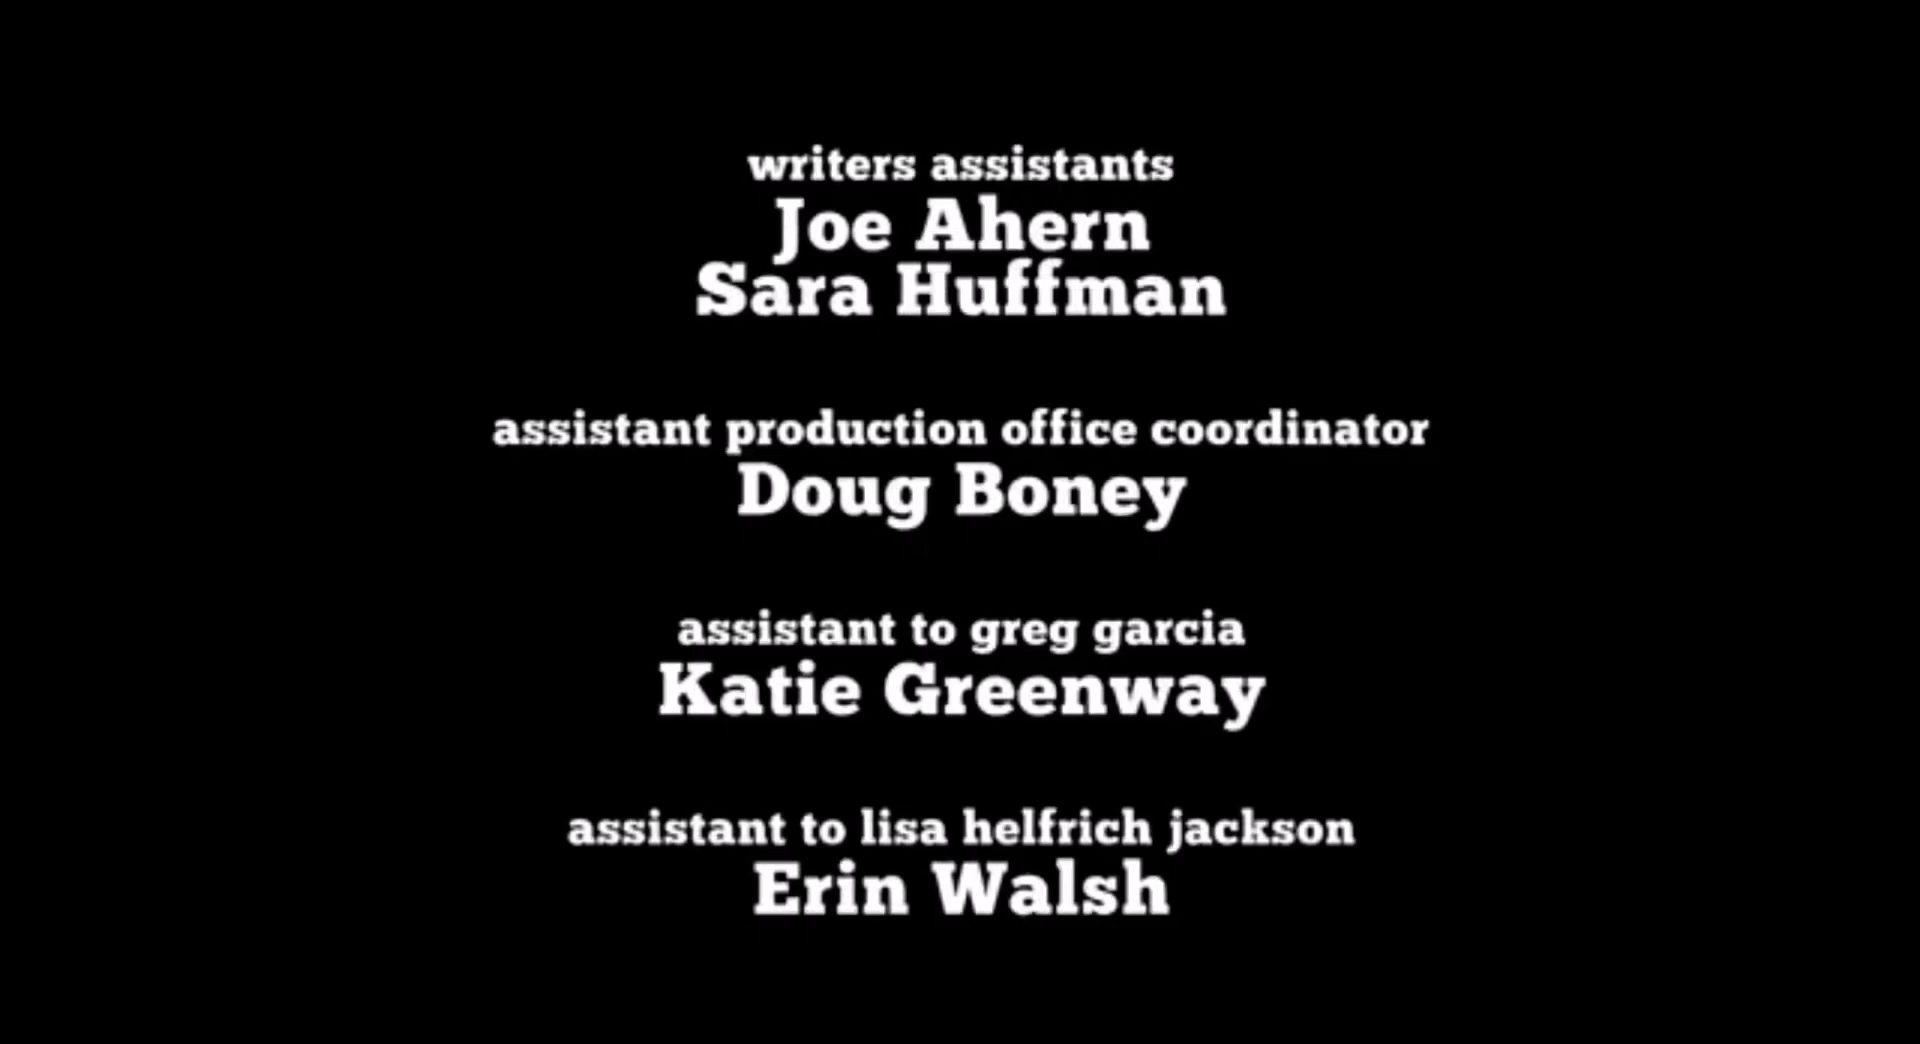 writers assistants
Joe Ahern
Sara Huffman
assistant production office coordinator
Doug Boney
assistant to greg garcia
Katie Greenway
assistant to lisa helfrich jackson
Erin Walsh